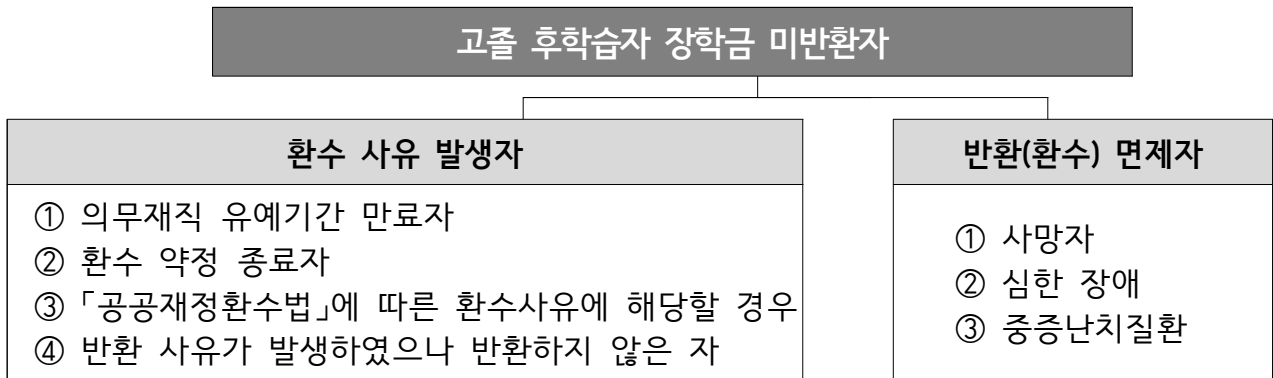 고졸 후학습자 장학금 미반환자
환수 사유 발생자
① 의무재직 유예기간 만료자
② 환수 약정 종료자
③ 「공공재정환수법」에 따른 환수사유에 해당할 경우
④ 반환 사유가 발생하였으나 반환하지 않은 자
반환(환수) 면제자
① 사망자
② 심한 장애
③ 중증난치질환